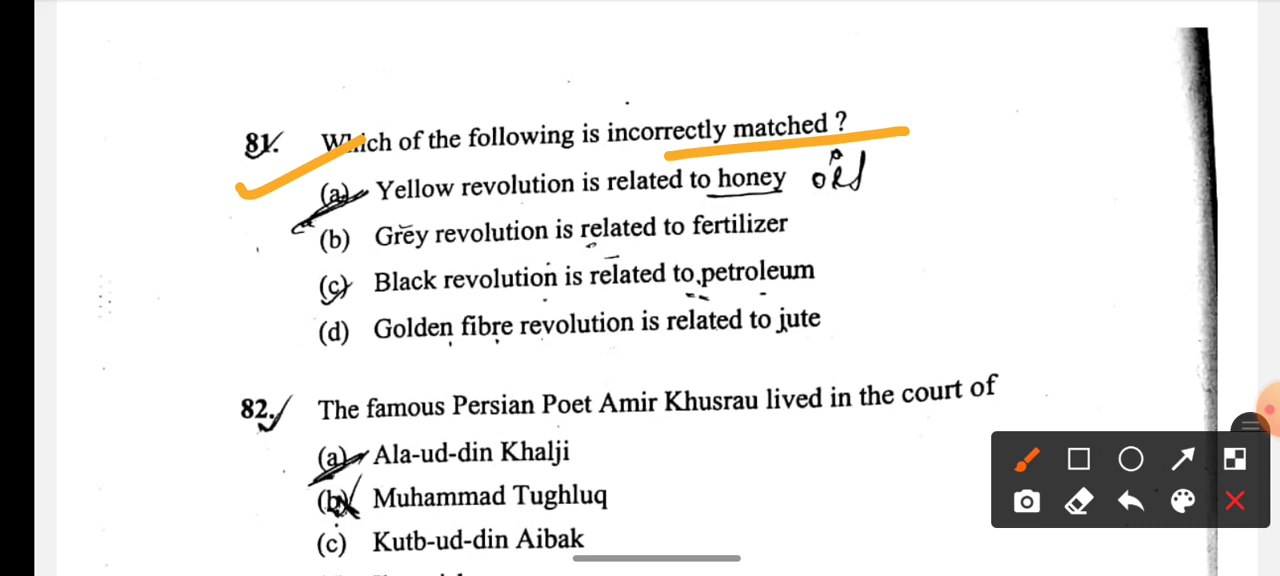 81. Which of the following is incorrectly matched ?
(a) Yellow revolution is related to honey oil
(b) Grey revolution is related to fertilizer
(c) Black revolution is related to petroleum
(d) Golden fibre revolution is related to jute
82. The famous Persian Poet Amir Khusrau lived in the court of
(a) Ala-ud-din Khalji
(b) Muhammad Tughluq
(c) Kutb-ud-din Aibak